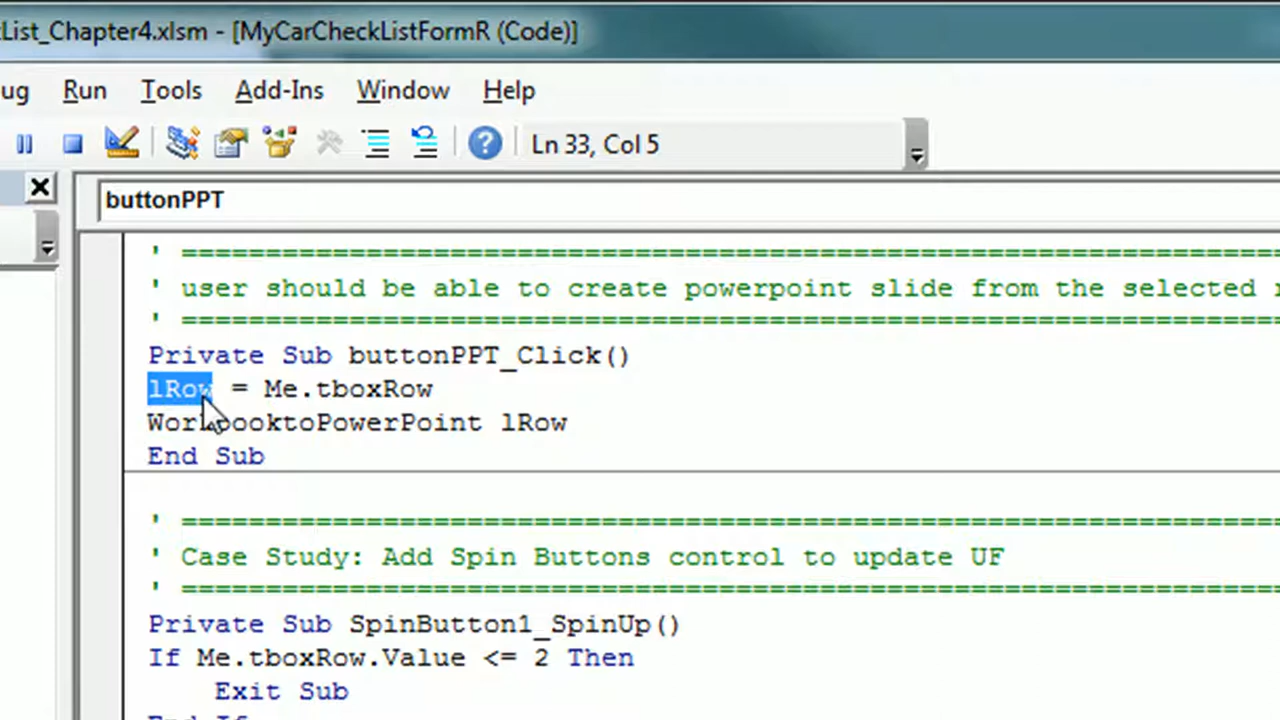 List_Chapter4.xlsm - [MyCarCheckListFormR (Code)]
ug Run Tools Add-Ins Window Help
Ln 33, Col 5
buttonPPT
' ====================================================================
' user should be able to create powerpoint slide from the selected
' ====================================================================
Private Sub buttonPPT_Click()
lRow = Me.tboxRow
WorkbooktoPowerPoint lRow
End Sub
' ====================================================================
' Case Study: Add Spin Buttons control to update UF
' ====================================================================
Private Sub SpinButton1_SpinUp()
If Me.tboxRow.Value <= 2 Then
Exit Sub
End If